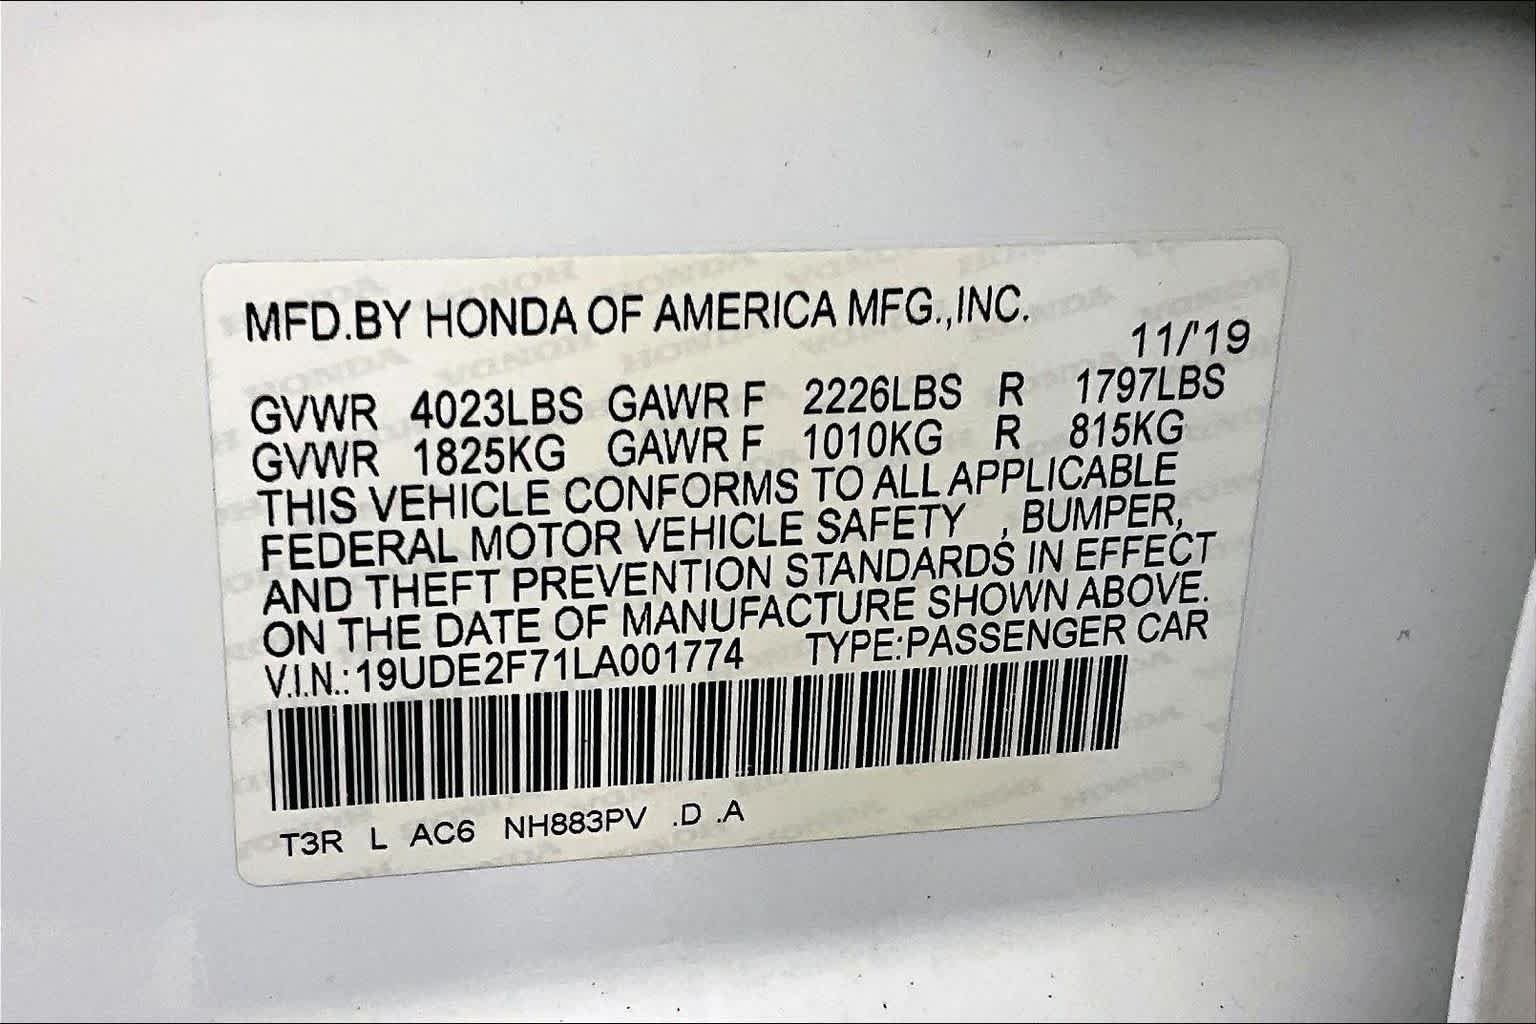 MFD.BY HONDA OF AMERICA MFG.,INC.
11/'19
GVWR 4023LBS GAWR F 2226LBS R 1797LBS
GVWR 1825KG GAWR F 1010KG R 815KG
THIS VEHICLE CONFORMS TO ALL APPLICABLE
FEDERAL MOTOR VEHICLE SAFETY , BUMPER,
AND THEFT PREVENTION STANDARDS IN EFFECT
ON THE DATE OF MANUFACTURE SHOWN ABOVE.
V.I.N.:19UDE2F71LA001774 TYPE:PASSENGER CAR
T3R L AC6 NH883PV .D .A